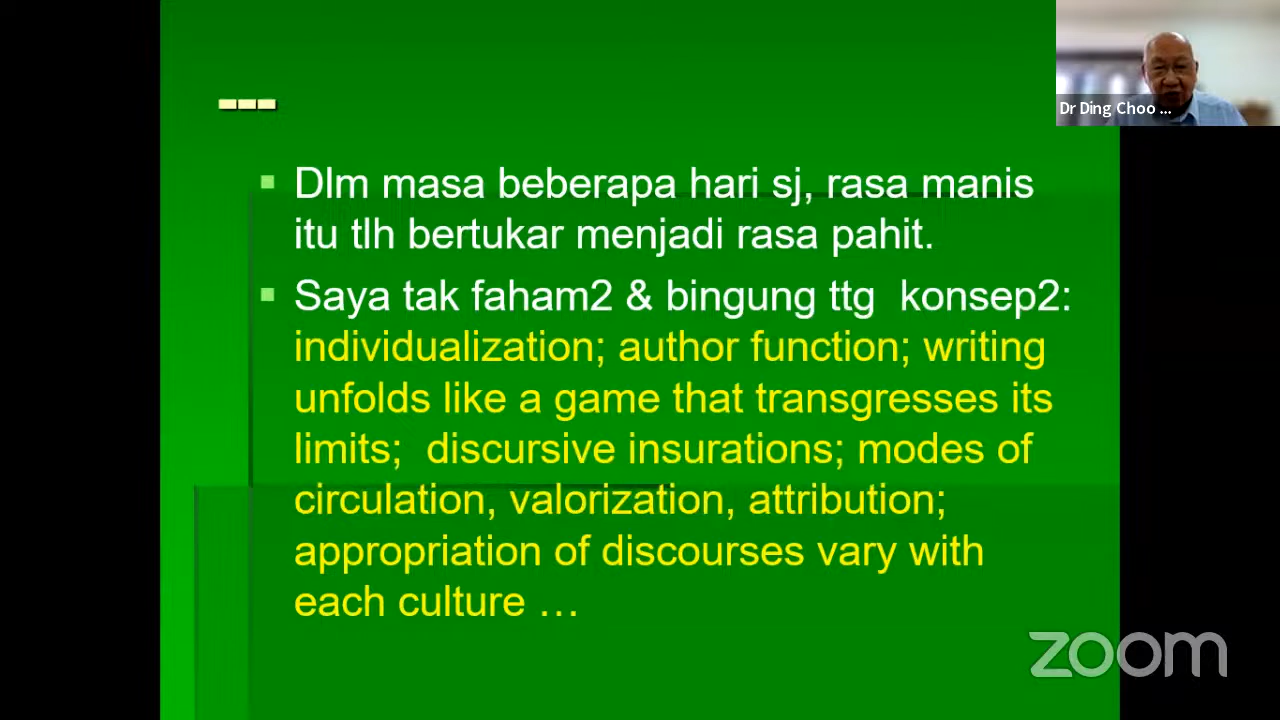 ---
Dr Ding Choo ...
Dlm masa beberapa hari sj, rasa manis
itu tlh bertukar menjadi rasa pahit.
Saya tak faham2 & bingung ttg  konsep2:
individualization; author function; writing
unfolds like a game that transgresses its
limits;  discursive insurations; modes of
circulation, valorization, attribution;
appropriation of discourses vary with
each culture …
zoom